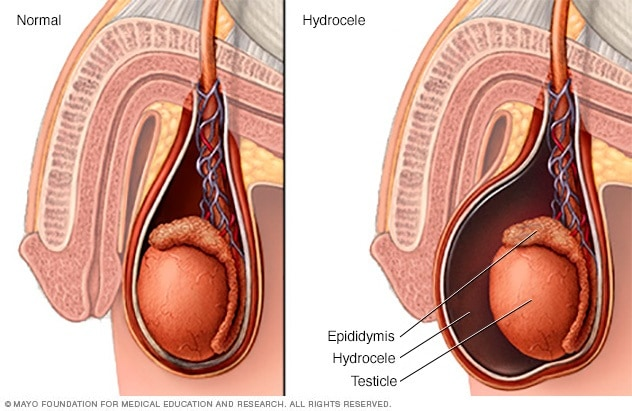 Normal
Hydrocele
Epididymis
Hydrocele
Testicle
© MAYO FOUNDATION FOR MEDICAL EDUCATION AND RESEARCH. ALL RIGHTS RESERVED.